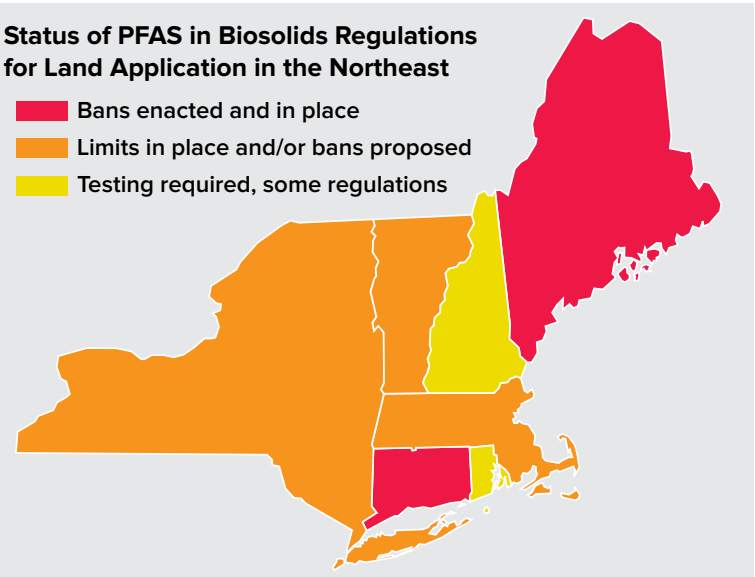 Status of PFAS in Biosolids Regulations
for Land Application in the Northeast
Bans enacted and in place
Limits in place and/or bans proposed
Testing required, some regulations